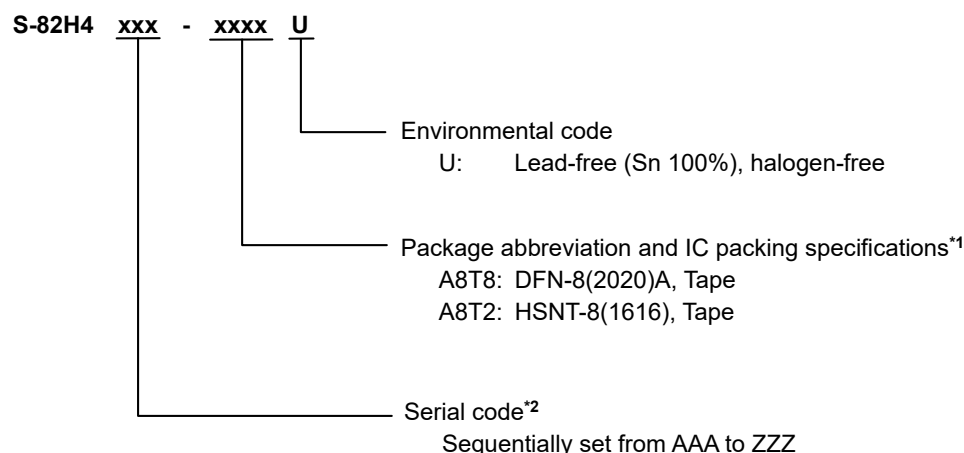 S-82H4 xxx - xxxx U
Environmental code
U: Lead-free (Sn 100%), halogen-free
Package abbreviation and IC packing specifications*1
A8T8: DFN-8(2020)A, Tape
A8T2: HSNT-8(1616), Tape
Serial code*2
Sequentially set from AAA to ZZZ